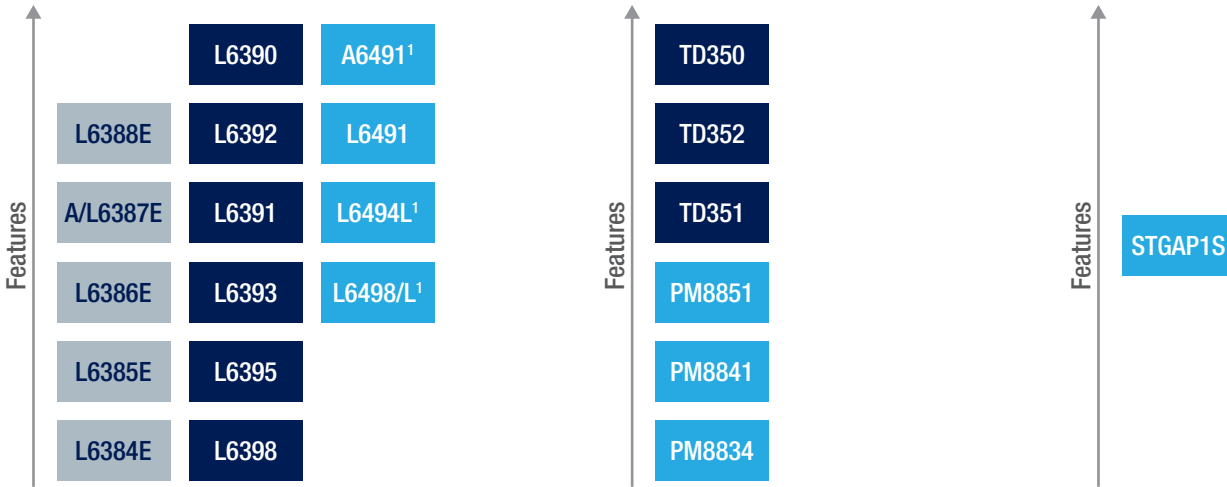 Features
L6390
A6491¹
L6388E
L6392
L6491
A/L6387E
L6391
L6494L¹
L6386E
L6393
L6498/L¹
L6385E
L6395
L6384E
L6398
Features
TD350
TD352
TD351
PM8851
PM8841
PM8834
Features
STGAP1S